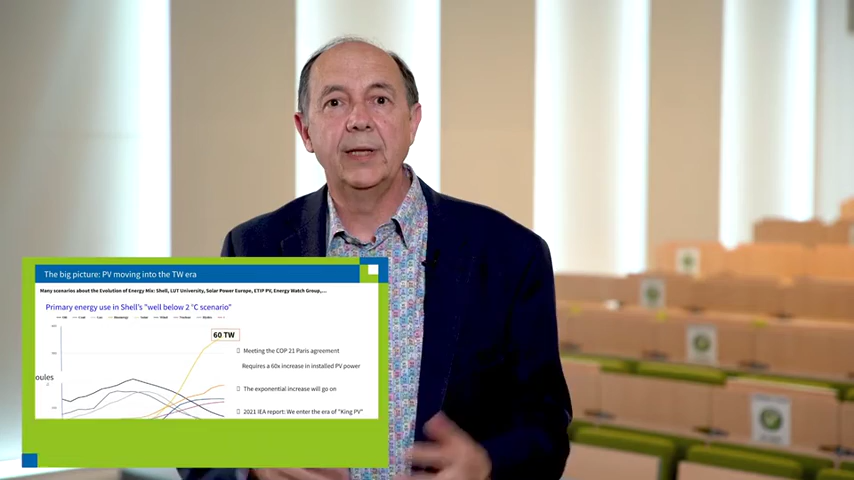 The big picture: PV moving into the TW era
Many scenarios about the Evolution of Energy Mix: Shell, LUT University, Solar Power Europe, ETIP PV, Energy Watch Group,...
Primary energy use in Shell's "well below 2 °C scenario"
60 TW
Meeting the COP 21 Paris agreement
Requires a 60x increase in installed PV power
oules
The exponential increase will go on
2021 IEA report: We enter the era of "King PV"